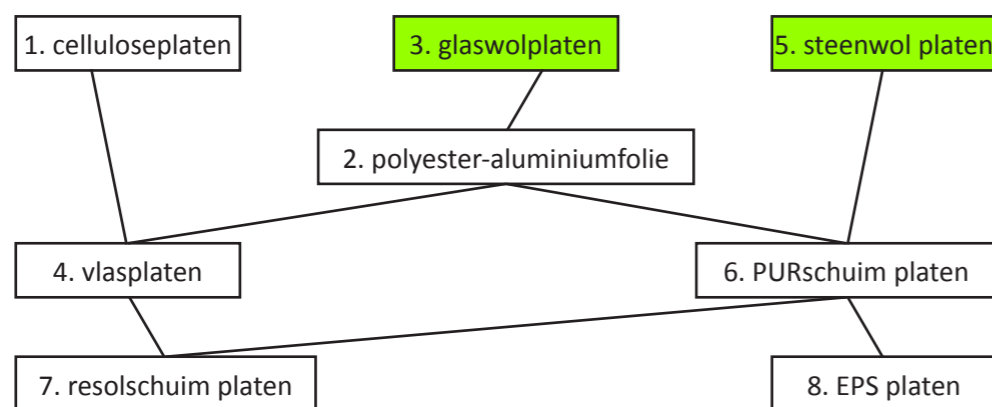 1. celluloseplaten
3. glaswolplaten
5. steenwol platen
2. polyester-aluminiumfolie
4. vlasplaten
6. PURschuim platen
7. resolschuim platen
8. EPS platen